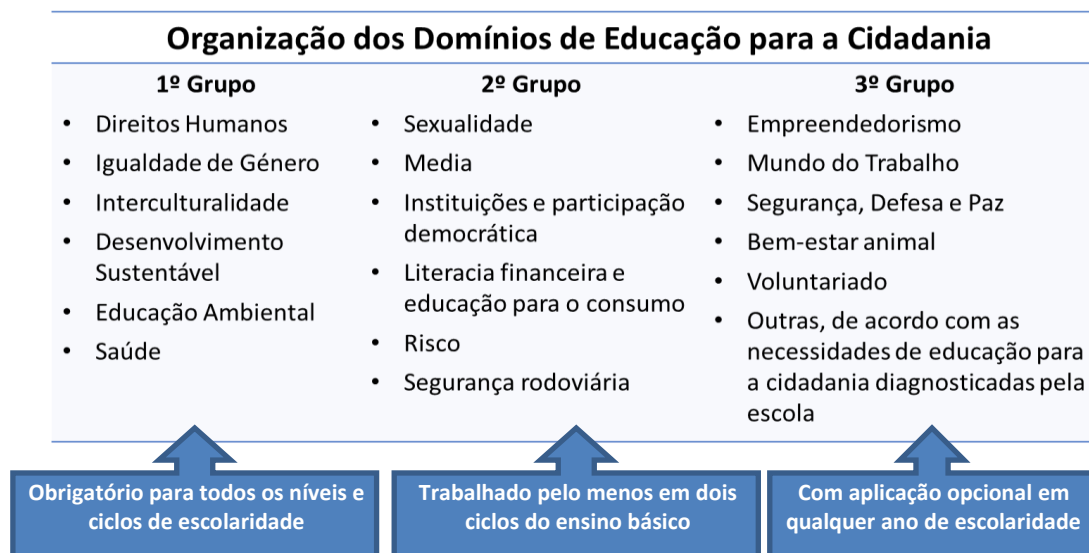 Organização dos Domínios de Educação para a Cidadania
1º Grupo
• Direitos Humanos
• Igualdade de Género
• Interculturalidade
• Desenvolvimento
Sustentável
• Educação Ambiental
• Saúde
2º Grupo
• Sexualidade
• Media
• Instituições e participação
democrática
• Literacia financeira e
educação para o consumo
• Risco
• Segurança rodoviária
3º Grupo
• Empreendedorismo
• Mundo do Trabalho
• Segurança, Defesa e Paz
• Bem-estar animal
• Voluntariado
• Outras, de acordo com as
necessidades de educação para
a cidadania diagnosticadas pela
escola
Obrigatório para todos os níveis e
ciclos de escolaridade
Trabalhado pelo menos em dois
ciclos do ensino básico
Com aplicação opcional em
qualquer ano de escolaridade